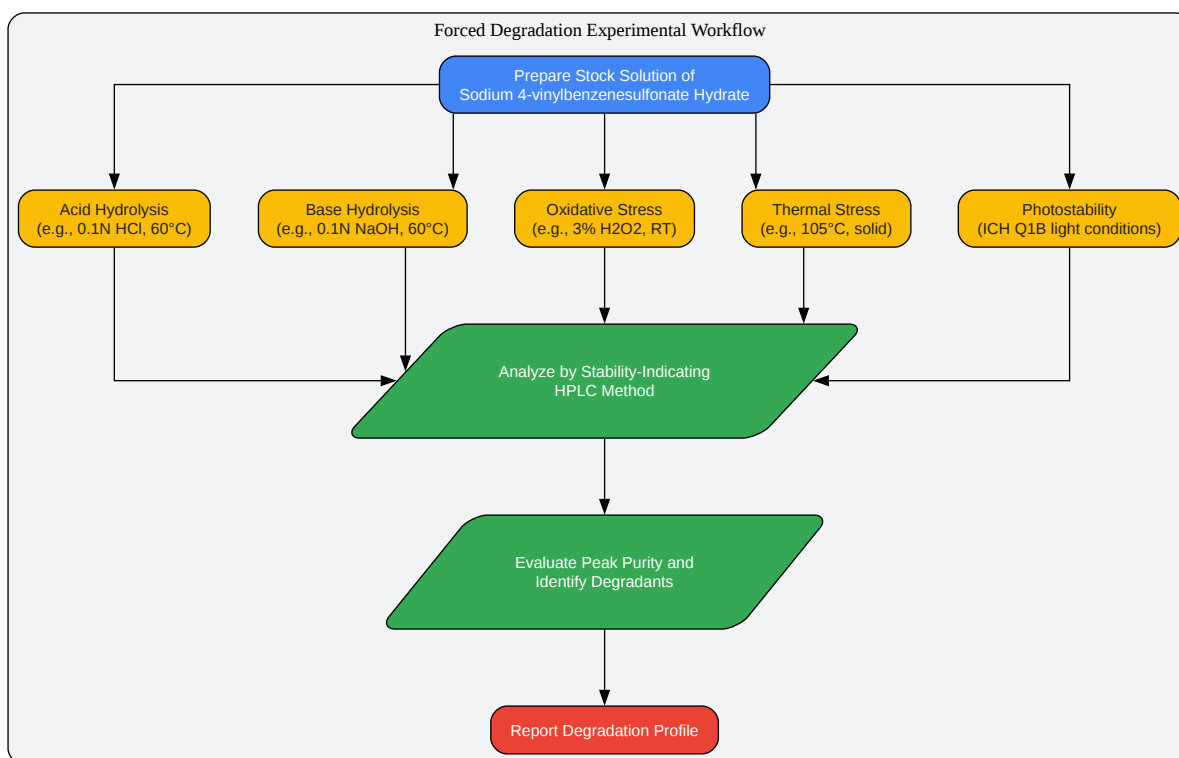 Forced Degradation Experimental Workflow
Prepare Stock Solution of
Sodium 4-vinylbenzenesulfonate Hydrate
Acid Hydrolysis
(e.g., 0.1N HCl, 60°C)
Base Hydrolysis
(e.g., 0.1N NaOH, 60°C)
Oxidative Stress
(e.g., 3% H2O2, RT)
Thermal Stress
(e.g., 105°C, solid)
Photostability
(ICH Q1B light conditions)
Analyze by Stability-Indicating
HPLC Method
Evaluate Peak Purity and
Identify Degradants
Report Degradation Profile